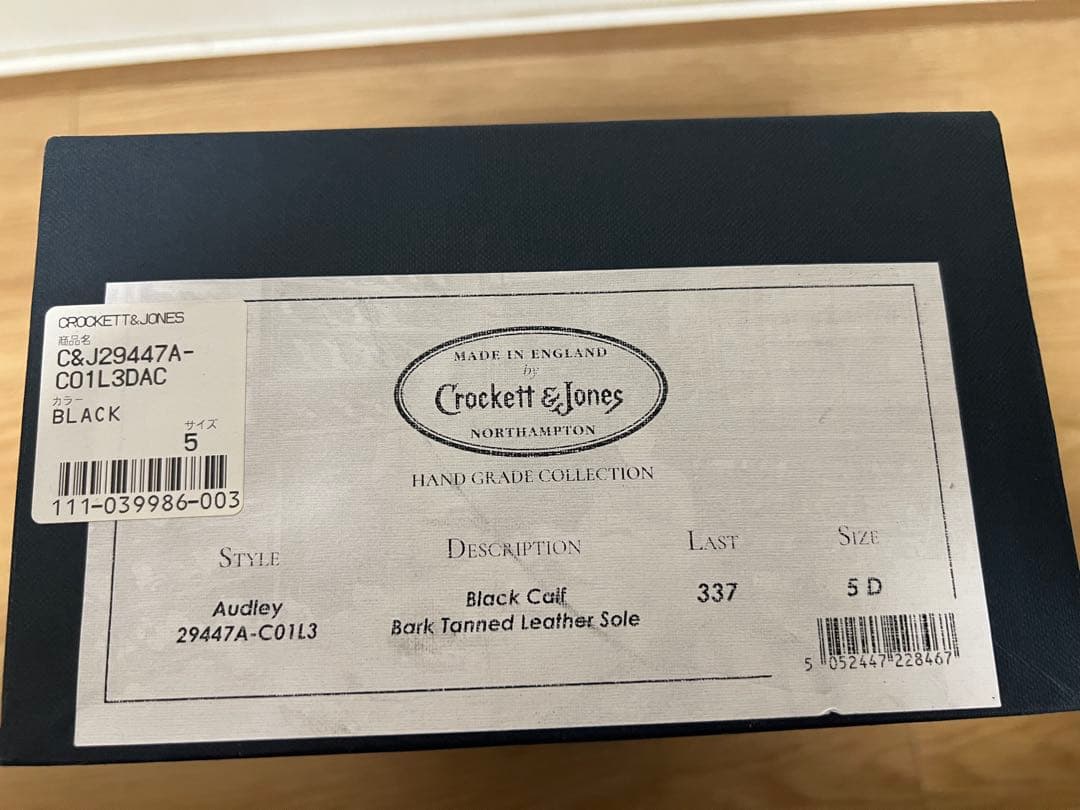 CROCKETT&JONES
商品名
C&J29447A-
C01L3DAC
カラー
BLACK
サイズ
5
111-039986-003
MADE IN ENGLAND
by
Crockett & Jones
NORTHAMPTON
HAND GRADE COLLECTION
STYLE DESCRIPTION LAST SIZE
Audley Black Calf 337 5 D
29447A-C01L3 Bark Tanned Leather Sole
5 052447 228467